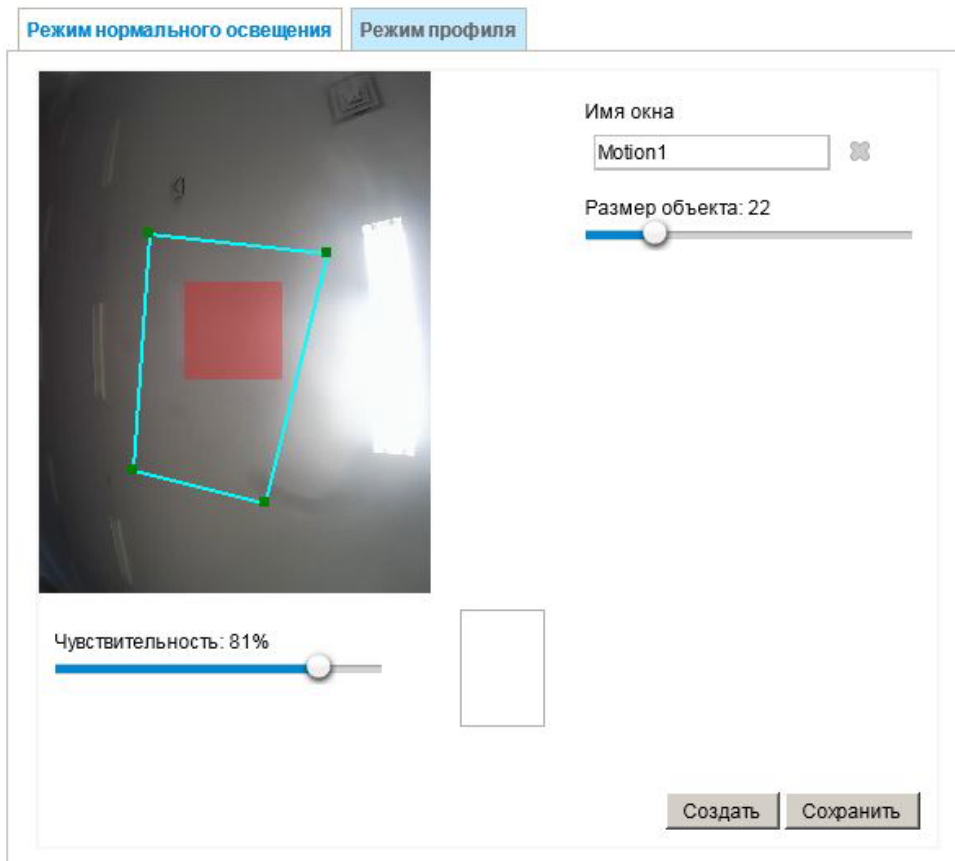 Режим нормального освещения
Режим профиля
Имя окна
Motion1
Размер объекта: 22
Чувствительность: 81%
Создать
Сохранить